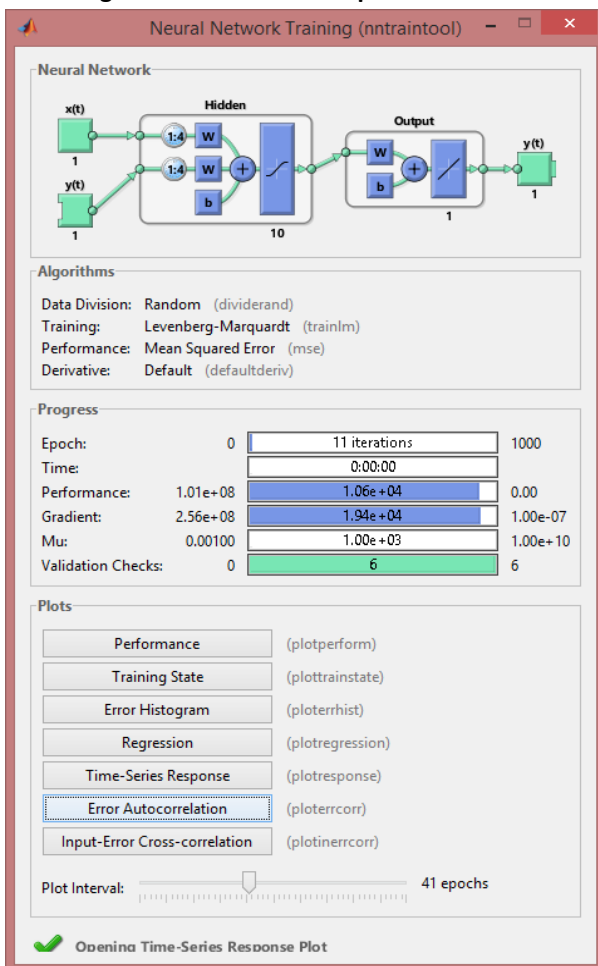 Neural Network Training (nntraintool)
Neural Network
Hidden
Output
x(t)
1
y(t)
1
1:4
W
1:4
W
b
10
W
b
1
y(t)
1
Algorithms
Data Division: Random (dividerand)
Training: Levenberg-Marquardt (trainlm)
Performance: Mean Squared Error (mse)
Derivative: Default (defaultderiv)
Progress
Epoch: 0 11 iterations 1000
Time: 0:00:00
Performance: 1.01e+08 1.06e+04 0.00
Gradient: 2.56e+08 1.94e+04 1.00e-07
Mu: 0.00100 1.00e+03 1.00e+10
Validation Checks: 0 6 6
Plots
Performance (plotperform)
Training State (plottrainstate)
Error Histogram (ploterrhist)
Regression (plotregression)
Time-Series Response (plotresponse)
Error Autocorrelation (ploterrcorr)
Input-Error Cross-correlation (plotinerrcorr)
Plot Interval: 41 epochs
Opening Time-Series Response Plot